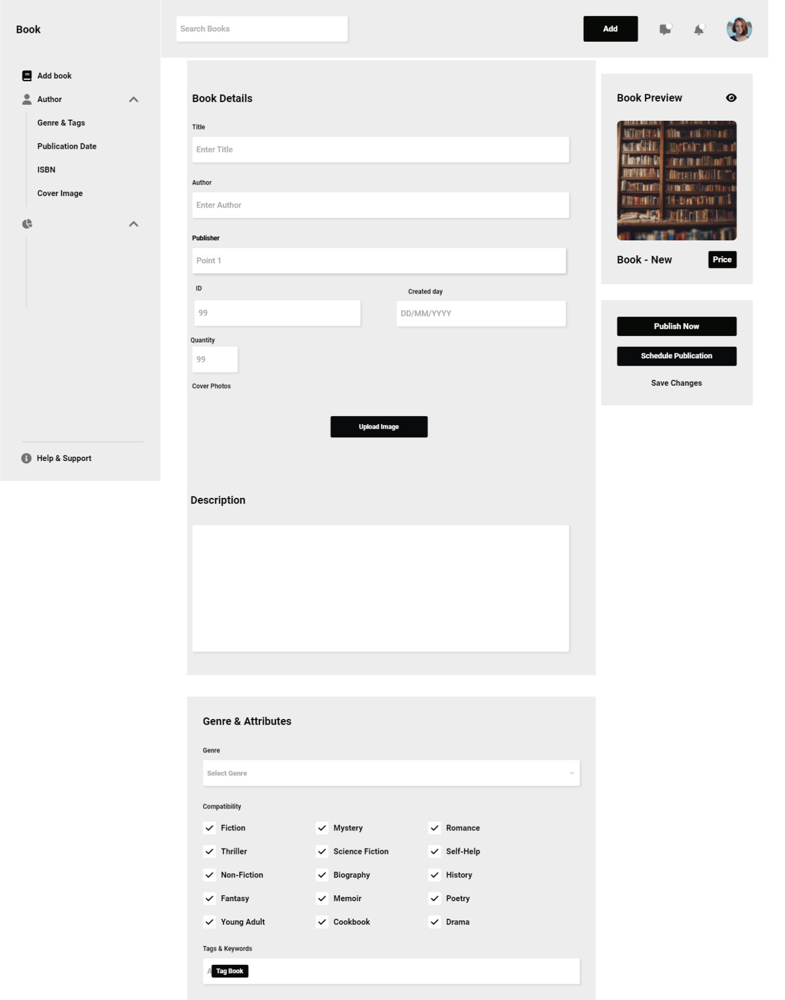 Book
Search Books
Add
Add book
Author
Genre & Tags
Publication Date
ISBN
Cover Image
Help & Support
Book Details
Title
Enter Title
Author
Enter Author
Publisher
Point 1
ID
Created day
99
DD/MM/YYYY
Quantity
99
Cover Photos
Upload Image
Description
Book Preview
Book - New
Price
Publish Now
Schedule Publication
Save Changes
Genre & Attributes
Genre
Select Genre
Compatibility
Fiction
Mystery
Romance
Thriller
Science Fiction
Self-Help
Non-Fiction
Biography
History
Fantasy
Memoir
Poetry
Young Adult
Cookbook
Drama
Tags & Keywords
Tag Book